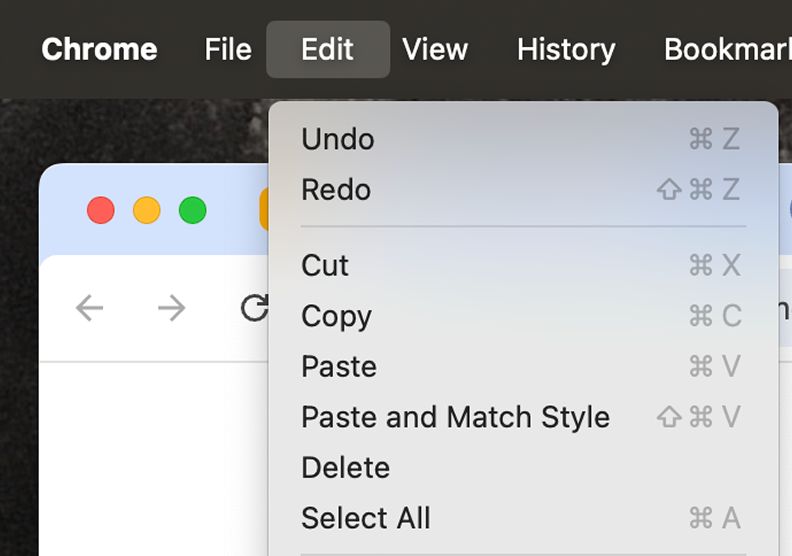 Chrome File Edit View History Bookmar
Undo ⌘ Z
Redo ⇧ ⌘ Z
Cut ⌘ X
Copy ⌘ C
Paste ⌘ V
Paste and Match Style ⇧ ⌘ V
Delete
Select All ⌘ A